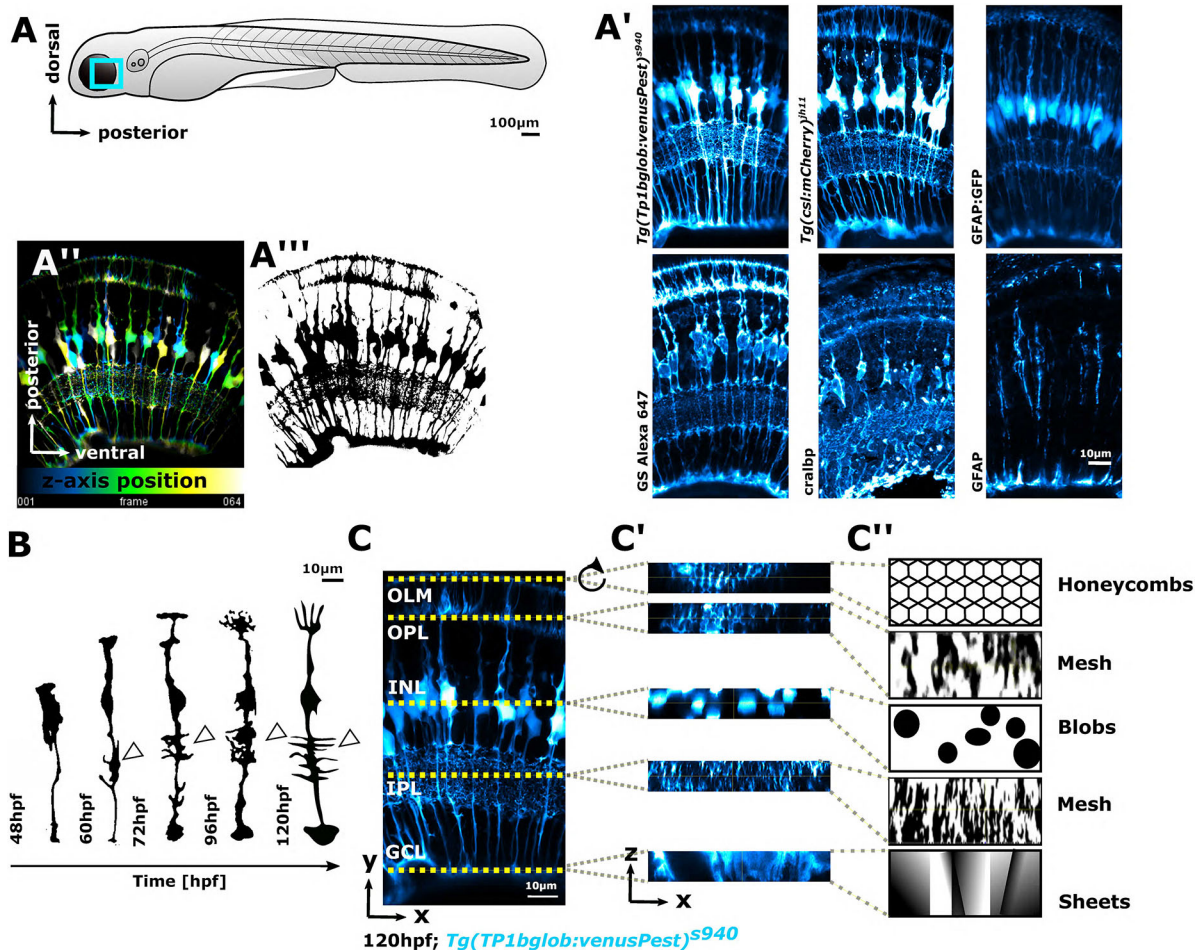 A
dorsal
posterior
100µm
A'
Tg(Tp1bglob:venusPest)s940
Tg(csl:mCherry)jh11
GFAP:GFP
GS Alexa 647
cralbp
GFAP
10µm
A''
posterior
ventral
z-axis position
001 frame 064
A'''
B
10µm
48hpf
60hpf
72hpf
96hpf
120hpf
Time [hpf]
C
OLM
OPL
INL
IPL
GCL
y
x
10µm
120hpf; Tg(TP1bglob:venusPest)s940
C'
z
x
C''
Honeycombs
Mesh
Blobs
Mesh
Sheets